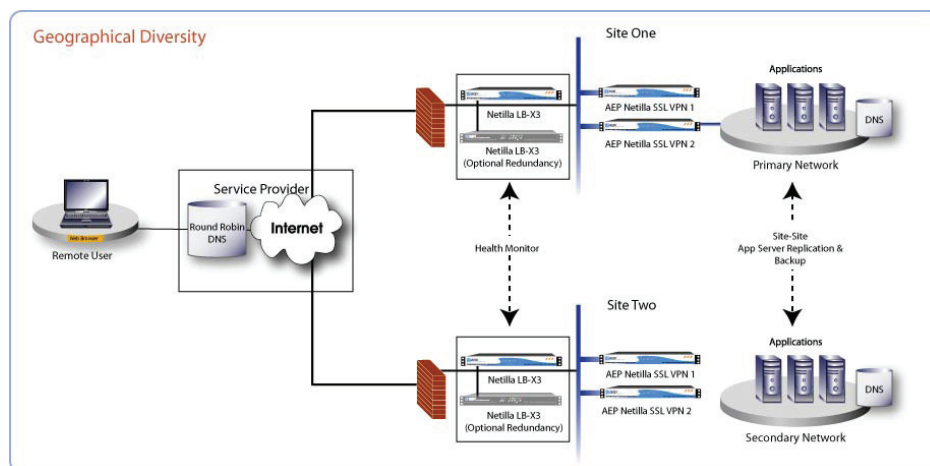 Geographical Diversity
Site One
Applications
Netilla LB-X3
AEP Netilla SSL VPN 1
DNS
Netilla LB-X3
(Optional Redundancy)
AEP Netilla SSL VPN 2
Primary Network
Service Provider
Round Robin
DNS
Internet
Web Browser
Remote User
Health Monitor
Site-Site
App Server Replication &
Backup
Site Two
Applications
Netilla LB-X3
AEP Netilla SSL VPN 1
DNS
Netilla LB-X3
(Optional Redundancy)
AEP Netilla SSL VPN 2
Secondary Network